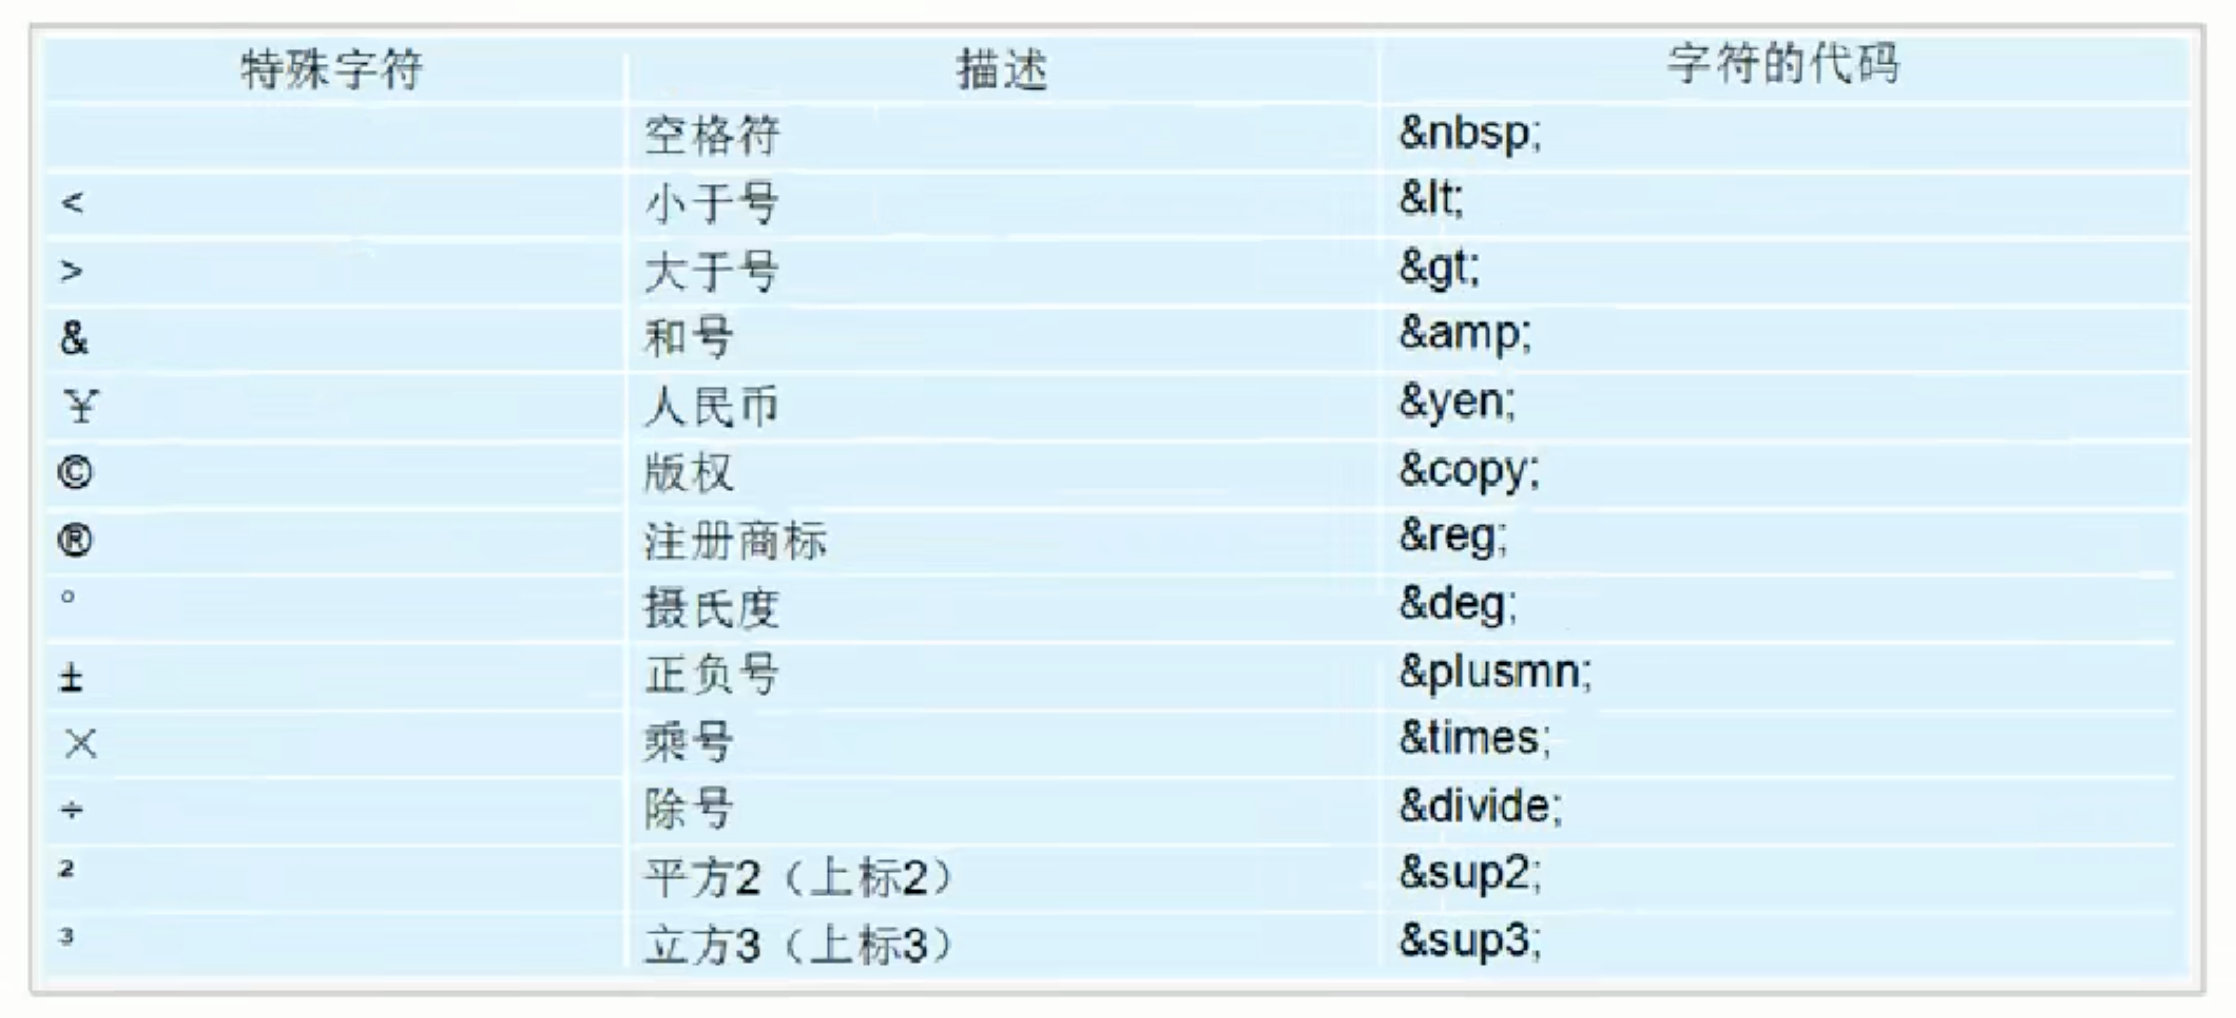 特殊字符 描述 字符的代码
空格符 &nbsp;
< 小于号 &lt;
> 大于号 &gt;
& 和号 &amp;
￥ 人民币 &yen;
© 版权 &copy;
® 注册商标 &reg;
° 摄氏度 &deg;
± 正负号 &plusmn;
× 乘号 &times;
÷ 除号 &divide;
² 平方2（上标2） &sup2;
³ 立方3（上标3） &sup3;